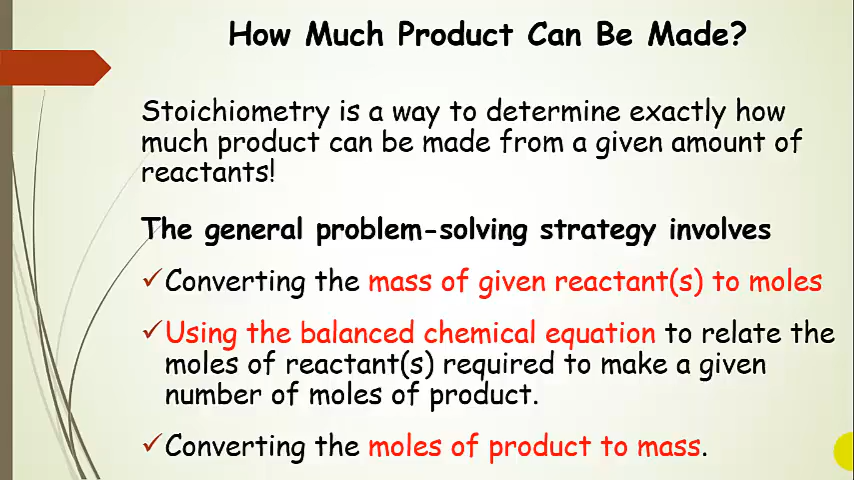 How Much Product Can Be Made?
Stoichiometry is a way to determine exactly how
much product can be made from a given amount of
reactants!
The general problem-solving strategy involves
✓Converting the mass of given reactant(s) to moles
✓Using the balanced chemical equation to relate the
moles of reactant(s) required to make a given
number of moles of product.
✓Converting the moles of product to mass.